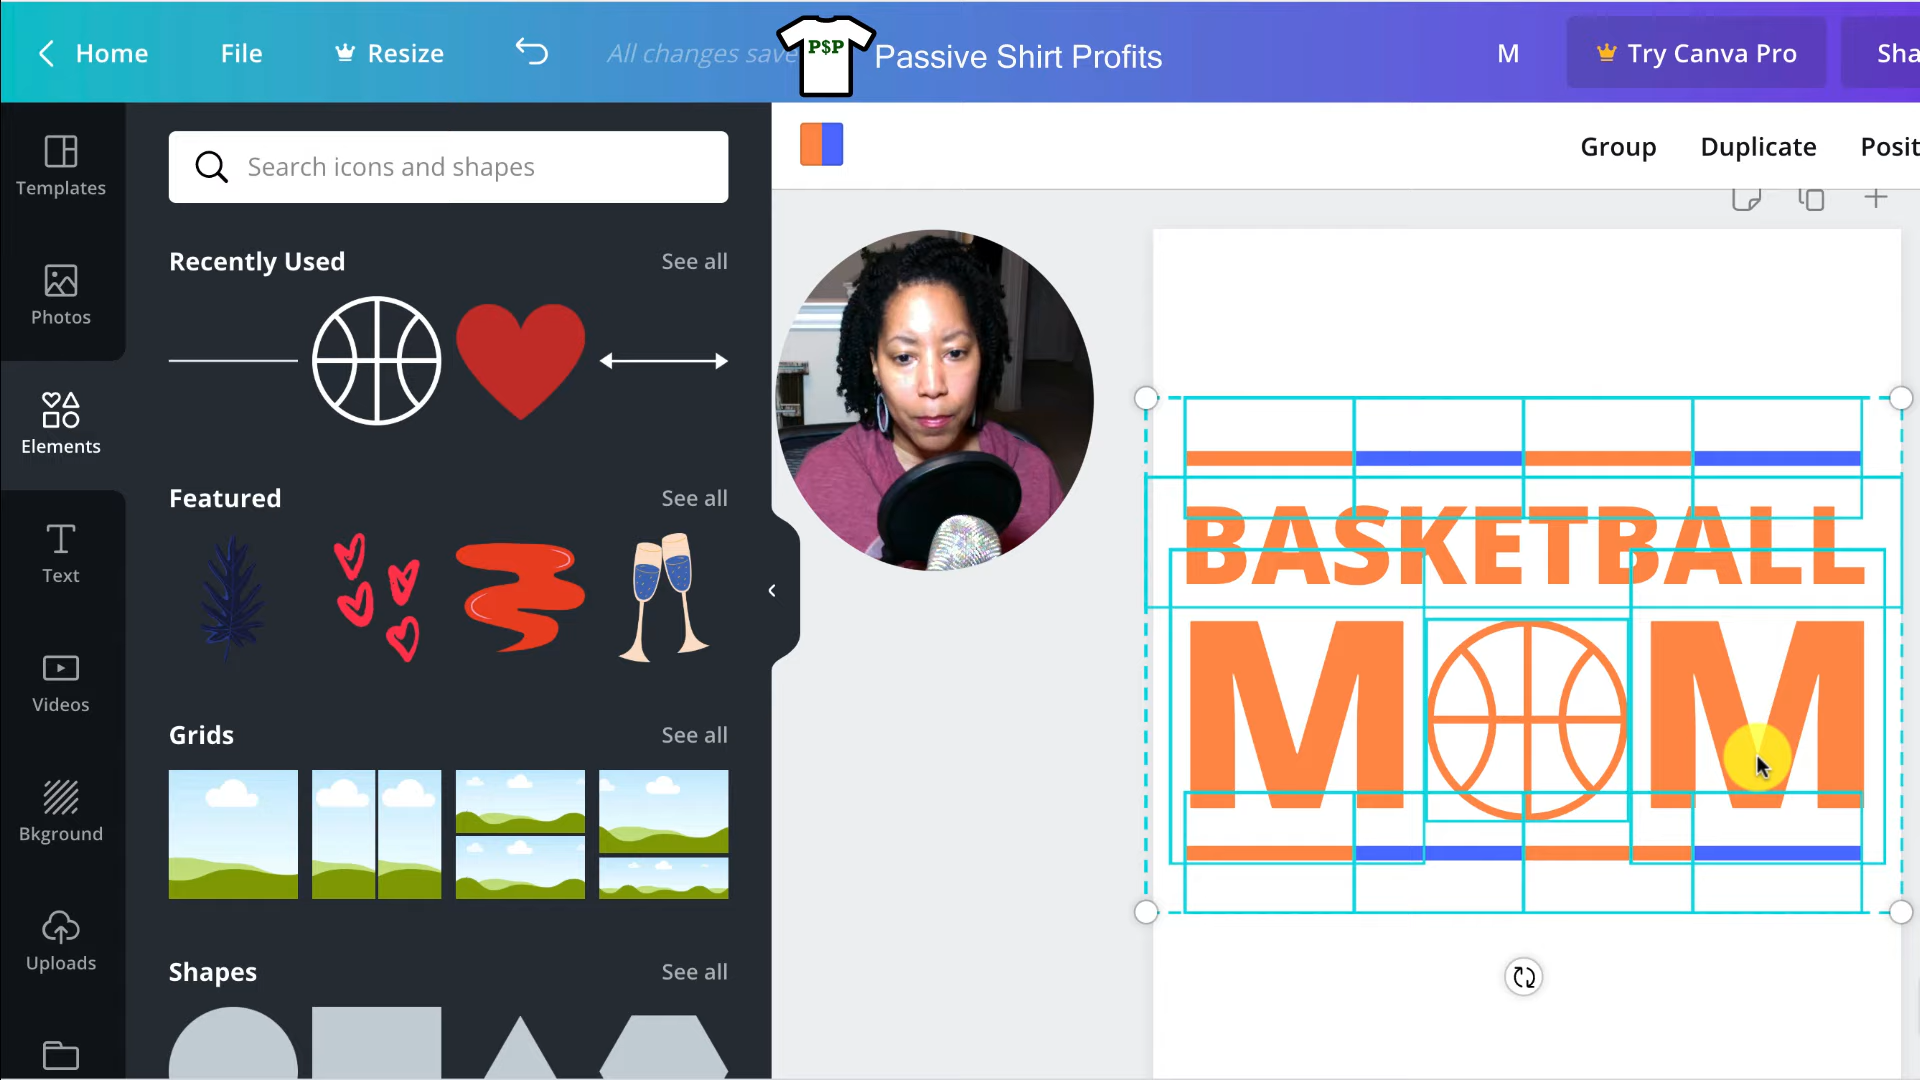 Home File Resize All changes save P$P Passive Shirt Profits M Try Canva Pro Sha
Search icons and shapes
Group Duplicate Posit
Templates
Photos
Elements
Text
Videos
Bkground
Uploads
Recently Used See all
Featured See all
Grids See all
Shapes See all
BASKETBALL
M M